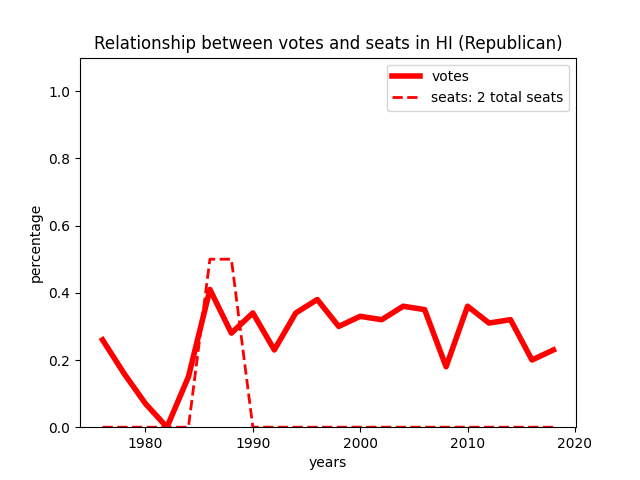 Relationship between votes and seats in HI (Republican)
votes
seats: 2 total seats
percentage
1.0
0.8
0.6
0.4
0.2
0.0
1980
1990
2000
2010
2020
years